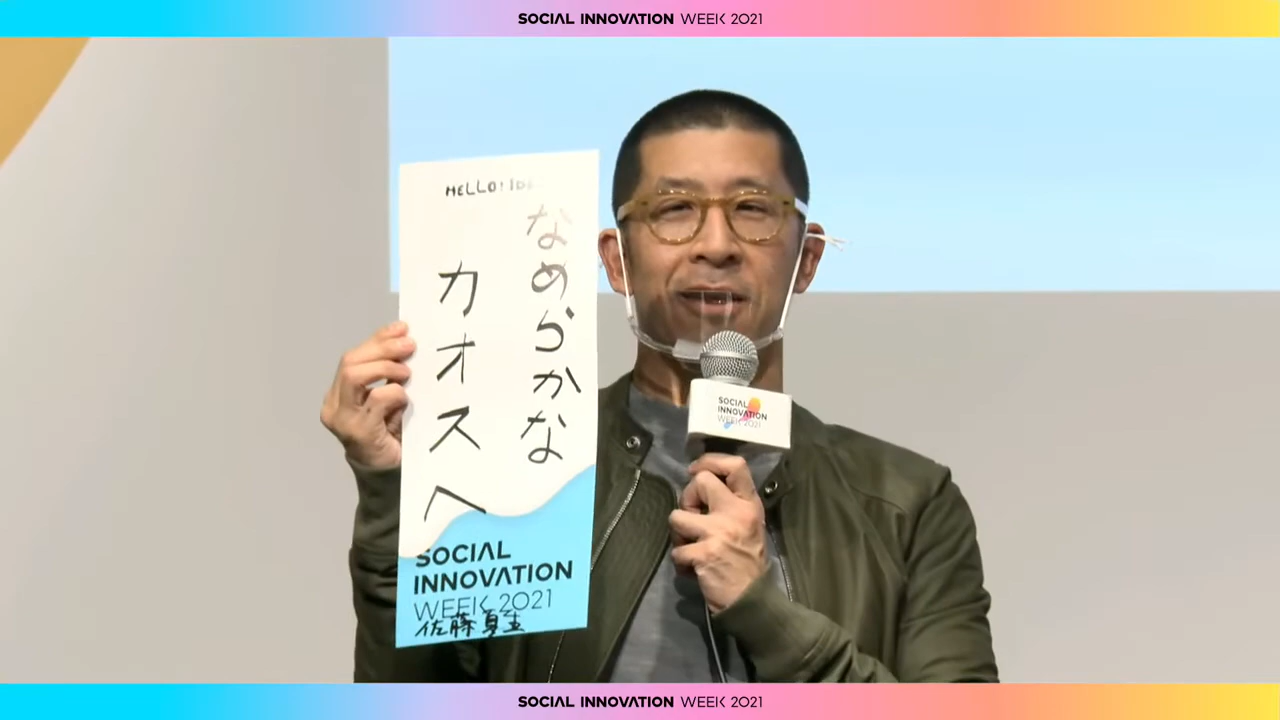 SOCIAL INNOVATION WEEK 2021
HELLO! IDE
なめらかな
カオスへ
SOCIAL
INNOVATION
WEEK 2021
佐藤夏生
SOCIAL
INNOVATION
WEEK 2021
SOCIAL INNOVATION WEEK 2021